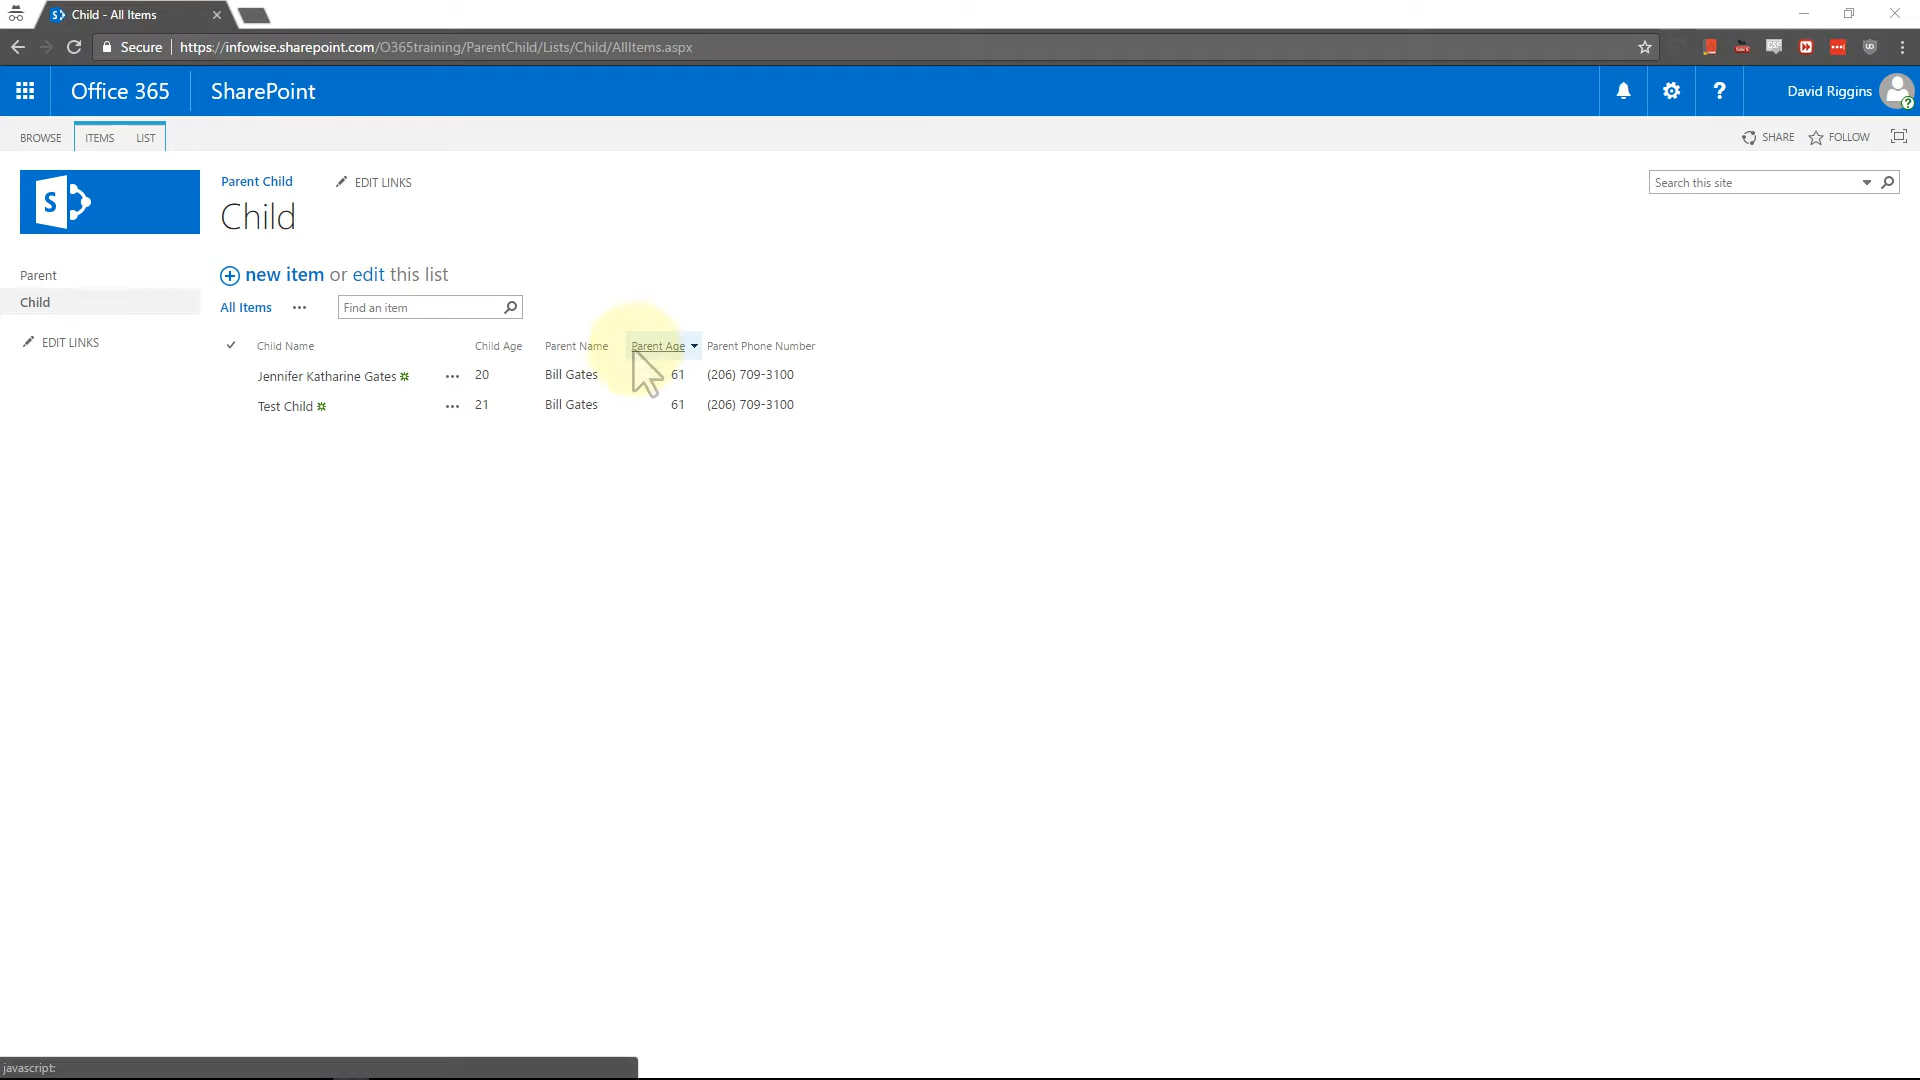 Child - All Items
Secure https://infowise.sharepoint.com/O365training/ParentChild/Lists/Child/AllItems.aspx
Office 365 SharePoint David Riggins
BROWSE ITEMS LIST SHARE FOLLOW
Parent Child EDIT LINKS Search this site
Child
Parent
Child
EDIT LINKS
new item or edit this list
All Items ••• Find an item
Child Name Child Age Parent Name Parent Age Parent Phone Number
Jennifer Katharine Gates ••• 20 Bill Gates 61 (206) 709-3100
Test Child ••• 21 Bill Gates 61 (206) 709-3100
javascript: